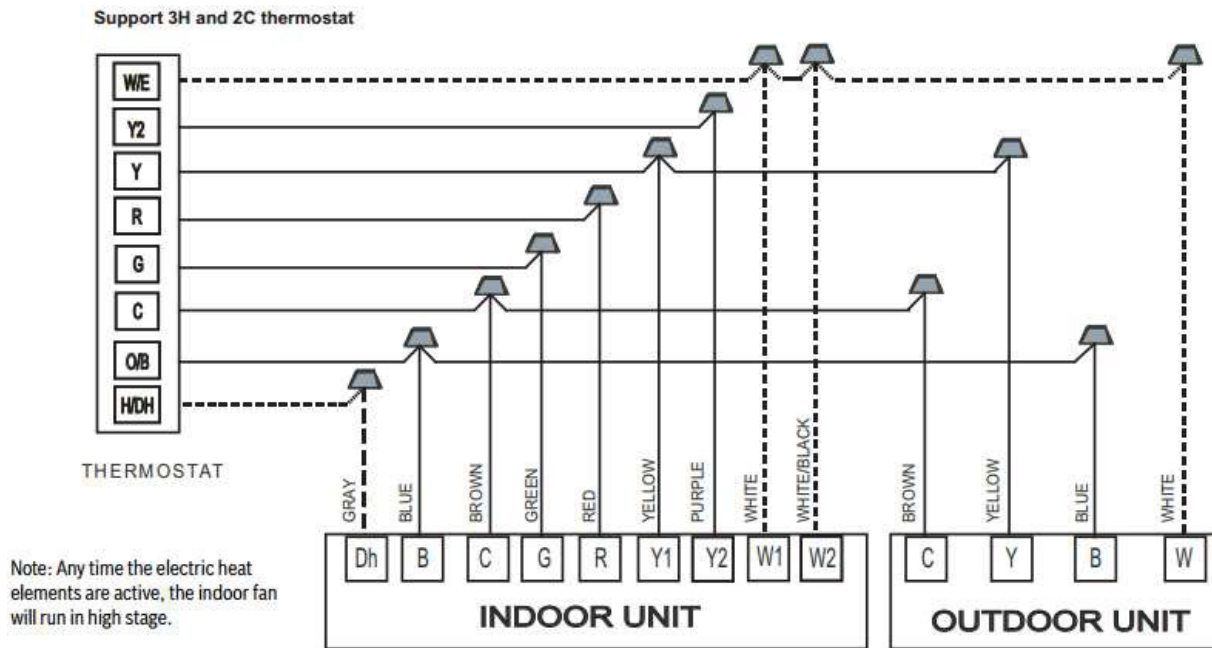 Support 3H and 2C thermostat
W/E
Y2
Y
R
G
C
O/B
H/DH
THERMOSTAT
GRAY
BLUE
BROWN
GREEN
RED
YELLOW
PURPLE
WHITE
WHITE/BLACK
BROWN
YELLOW
BLUE
WHITE
Dh B C G R Y1 Y2 W1 W2
C Y B W
Note: Any time the electric heat
elements are active, the indoor fan
will run in high stage.
INDOOR UNIT
OUTDOOR UNIT